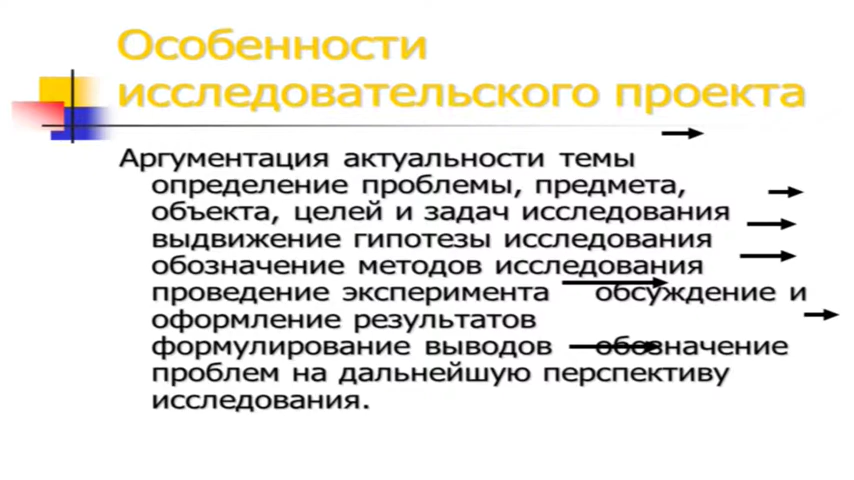 Особенности
исследовательского проекта
Аргументация актуальности темы
определение проблемы, предмета,
объекта, целей и задач исследования
выдвижение гипотезы исследования
обозначение методов исследования
проведение эксперимента обсуждение и
оформление результатов
формулирование выводов обозначение
проблем на дальнейшую перспективу
исследования.